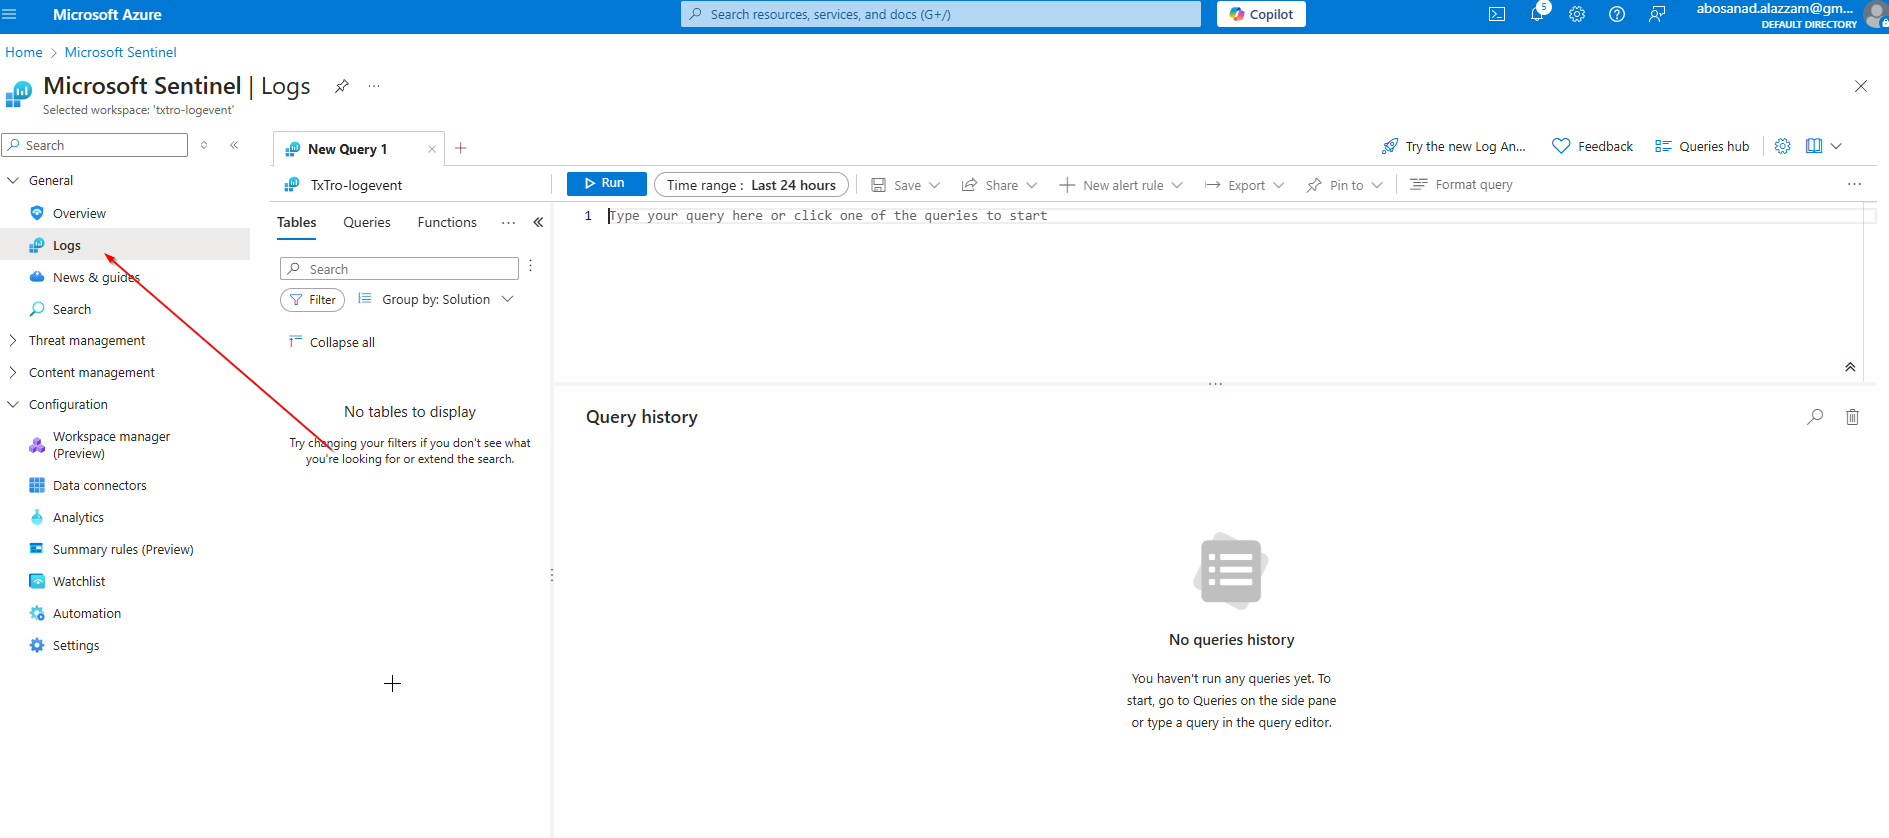 Microsoft Azure
Search resources, services, and docs (G+/)
Copilot
5
abosanad.alazzam@gm...
DEFAULT DIRECTORY
Home > Microsoft Sentinel
Microsoft Sentinel | Logs
...
Selected workspace: 'txtro-logevent'
Search
General
Overview
Logs
News & guides
Search
Threat management
Content management
Configuration
Workspace manager
(Preview)
Data connectors
Analytics
Summary rules (Preview)
Watchlist
Automation
Settings
New Query 1
Try the new Log An...
Feedback
Queries hub
TxTro-logevent
Run
Time range : Last 24 hours
Save
Share
New alert rule
Export
Pin to
Format query
Tables
Queries
Functions
Search
Filter
Group by: Solution
Collapse all
No tables to display
Try changing your filters if you don't see what
you're looking for or extend the search.
1 Type your query here or click one of the queries to start
Query history
No queries history
You haven't run any queries yet. To
start, go to Queries on the side pane
or type a query in the query editor.